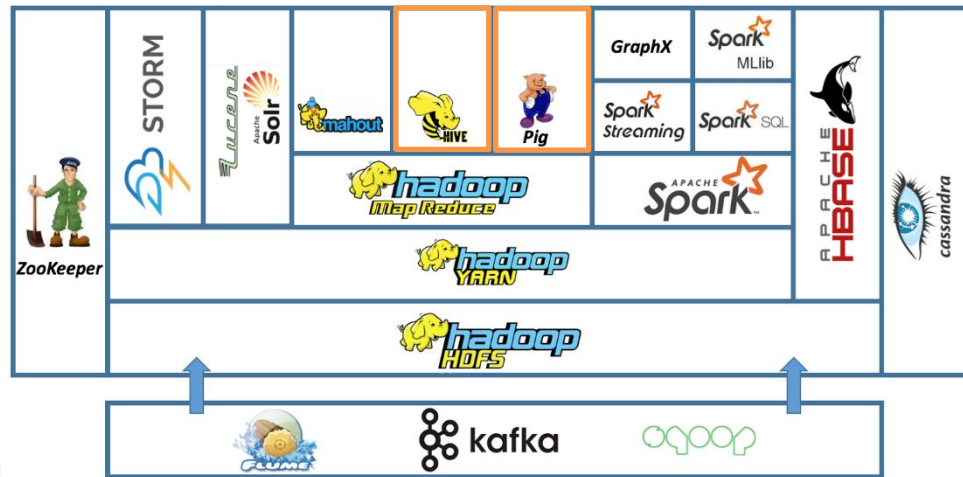 ZooKeeper
STORM
Lucene
Apache
Solr
mahout
HIVE
Pig
GraphX
Spark
MLlib
Spark
Streaming
Spark SQL
hadoop
Map Reduce
APACHE
Spark™
APACHE
HBASE
cassandra
hadoop
YARN
hadoop
HDFS
FLUME
kafka
sqoop